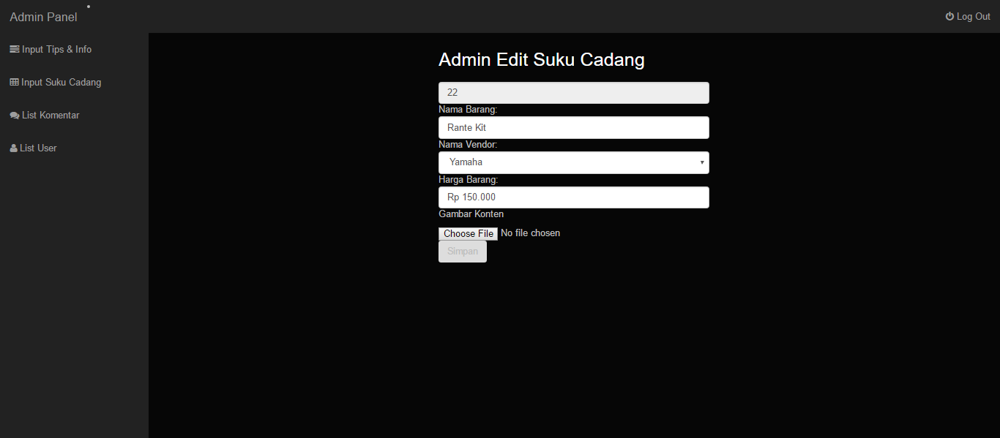 Admin Panel
Log Out
Input Tips & Info
Input Suku Cadang
List Komentar
List User
Admin Edit Suku Cadang
22
Nama Barang:
Rante Kit
Nama Vendor:
Yamaha
Harga Barang:
Rp 150.000
Gambar Konten
Choose File No file chosen
Simpan